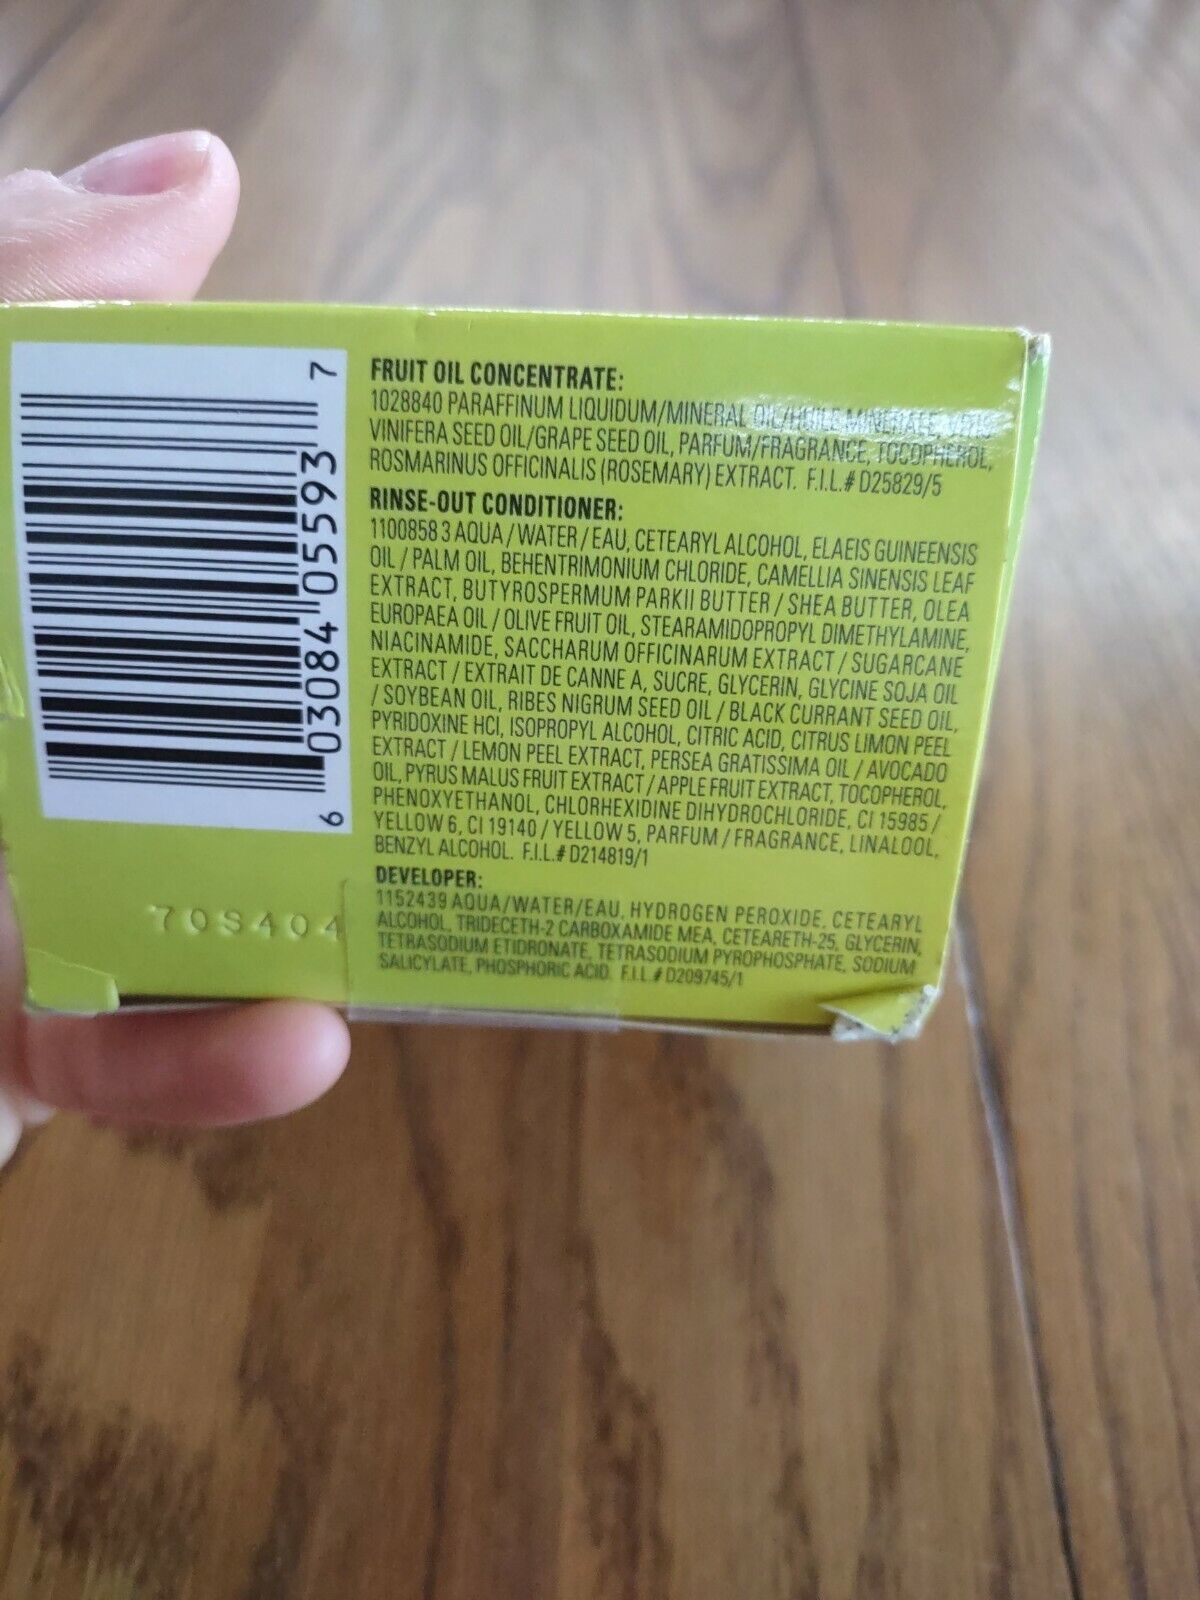 6 03084 05593 7
FRUIT OIL CONCENTRATE:
1028840 PARAFFINUM LIQUIDUM/MINERAL OIL/HUILE MINERALE, VITIS
VINIFERA SEED OIL/GRAPE SEED OIL, PARFUM/FRAGRANCE, TOCOPHEROL,
ROSMARINUS OFFICINALIS (ROSEMARY) EXTRACT. F.I.L.# D25829/5
RINSE-OUT CONDITIONER:
1100858 3 AQUA / WATER / EAU, CETEARYL ALCOHOL, ELAEIS GUINEENSIS
OIL / PALM OIL, BEHENTRIMONIUM CHLORIDE, CAMELLIA SINENSIS LEAF
EXTRACT, BUTYROSPERMUM PARKII BUTTER / SHEA BUTTER, OLEA
EUROPAEA OIL / OLIVE FRUIT OIL, STEARAMIDOPROPYL DIMETHYLAMINE,
NIACINAMIDE, SACCHARUM OFFICINARUM EXTRACT / SUGARCANE
EXTRACT / EXTRAIT DE CANNE A, SUCRE, GLYCERIN, GLYCINE SOJA OIL
/ SOYBEAN OIL, RIBES NIGRUM SEED OIL / BLACK CURRANT SEED OIL,
PYRIDOXINE HCI, ISOPROPYL ALCOHOL, CITRIC ACID, CITRUS LIMON PEEL
EXTRACT / LEMON PEEL EXTRACT, PERSEA GRATISSIMA OIL / AVOCADO
OIL, PYRUS MALUS FRUIT EXTRACT / APPLE FRUIT EXTRACT, TOCOPHEROL,
PHENOXYETHANOL, CHLORHEXIDINE DIHYDROCHLORIDE, CI 15985 /
YELLOW 6, CI 19140 / YELLOW 5, PARFUM / FRAGRANCE, LINALOOL,
BENZYL ALCOHOL. F.I.L.# D214819/1
DEVELOPER:
1152439 AQUA/WATER/EAU, HYDROGEN PEROXIDE, CETEARYL
ALCOHOL, TRIDECETH-2 CARBOXAMIDE MEA, CETEARETH-25, GLYCERIN,
TETRASODIUM ETIDRONATE, TETRASODIUM PYROPHOSPHATE, SODIUM
SALICYLATE, PHOSPHORIC ACID. F.I.L.# D209745/1
70S404